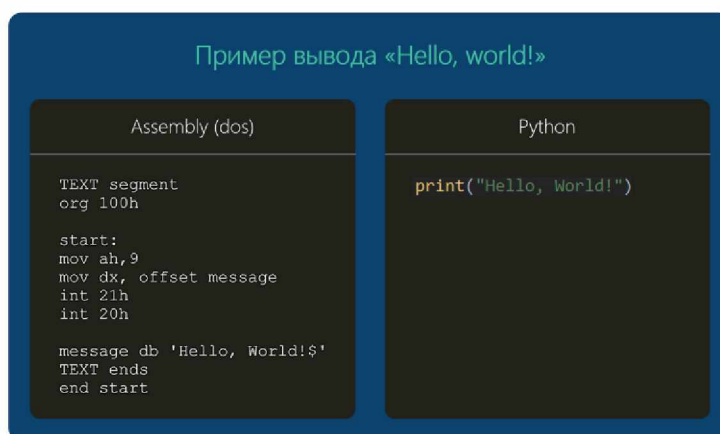 Пример вывода «Hello, world!»
Assembly (dos)
TEXT segment
org 100h
start:
mov ah,9
mov dx, offset message
int 21h
int 20h
message db 'Hello, World!$'
TEXT ends
end start
Python
print("Hello, World!")